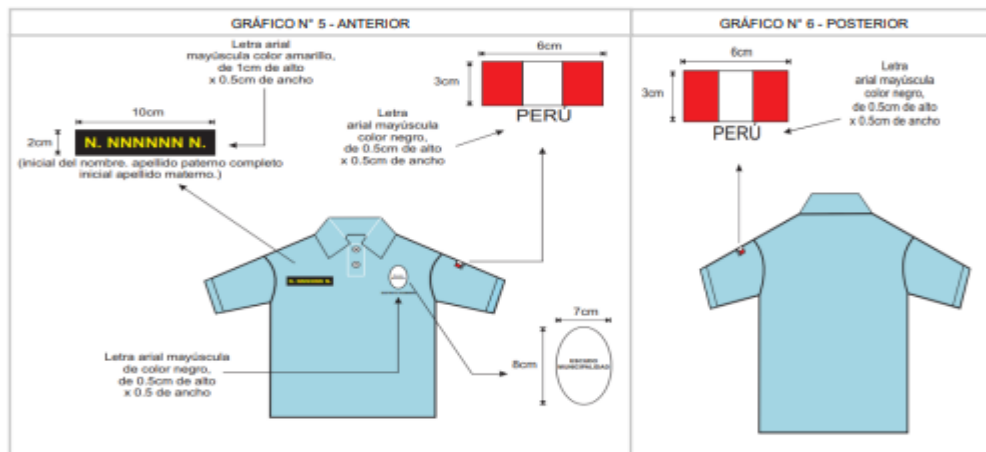 GRÁFICO N° 5 - ANTERIOR
Letra arial
mayúscula color amarillo,
de 1cm de alto
x 0.5cm de ancho
10cm
2cm
N. NNNNNNN N.
(inicial del nombre. apellido paterno completo
inicial apellido materno.)
6cm
3cm
PERÚ
Letra
arial mayúscula
color negro,
de 0.5cm de alto
x 0.5cm de ancho
Letra arial mayúscula
de color negro,
de 0.5cm de alto
x 0.5 de ancho
7cm
8cm
ESCUDO
MUNICIPALIDAD
GRÁFICO N° 6 - POSTERIOR
6cm
3cm
PERÚ
Letra
arial mayúscula
color negro,
de 0.5cm de alto
x 0.5cm de ancho